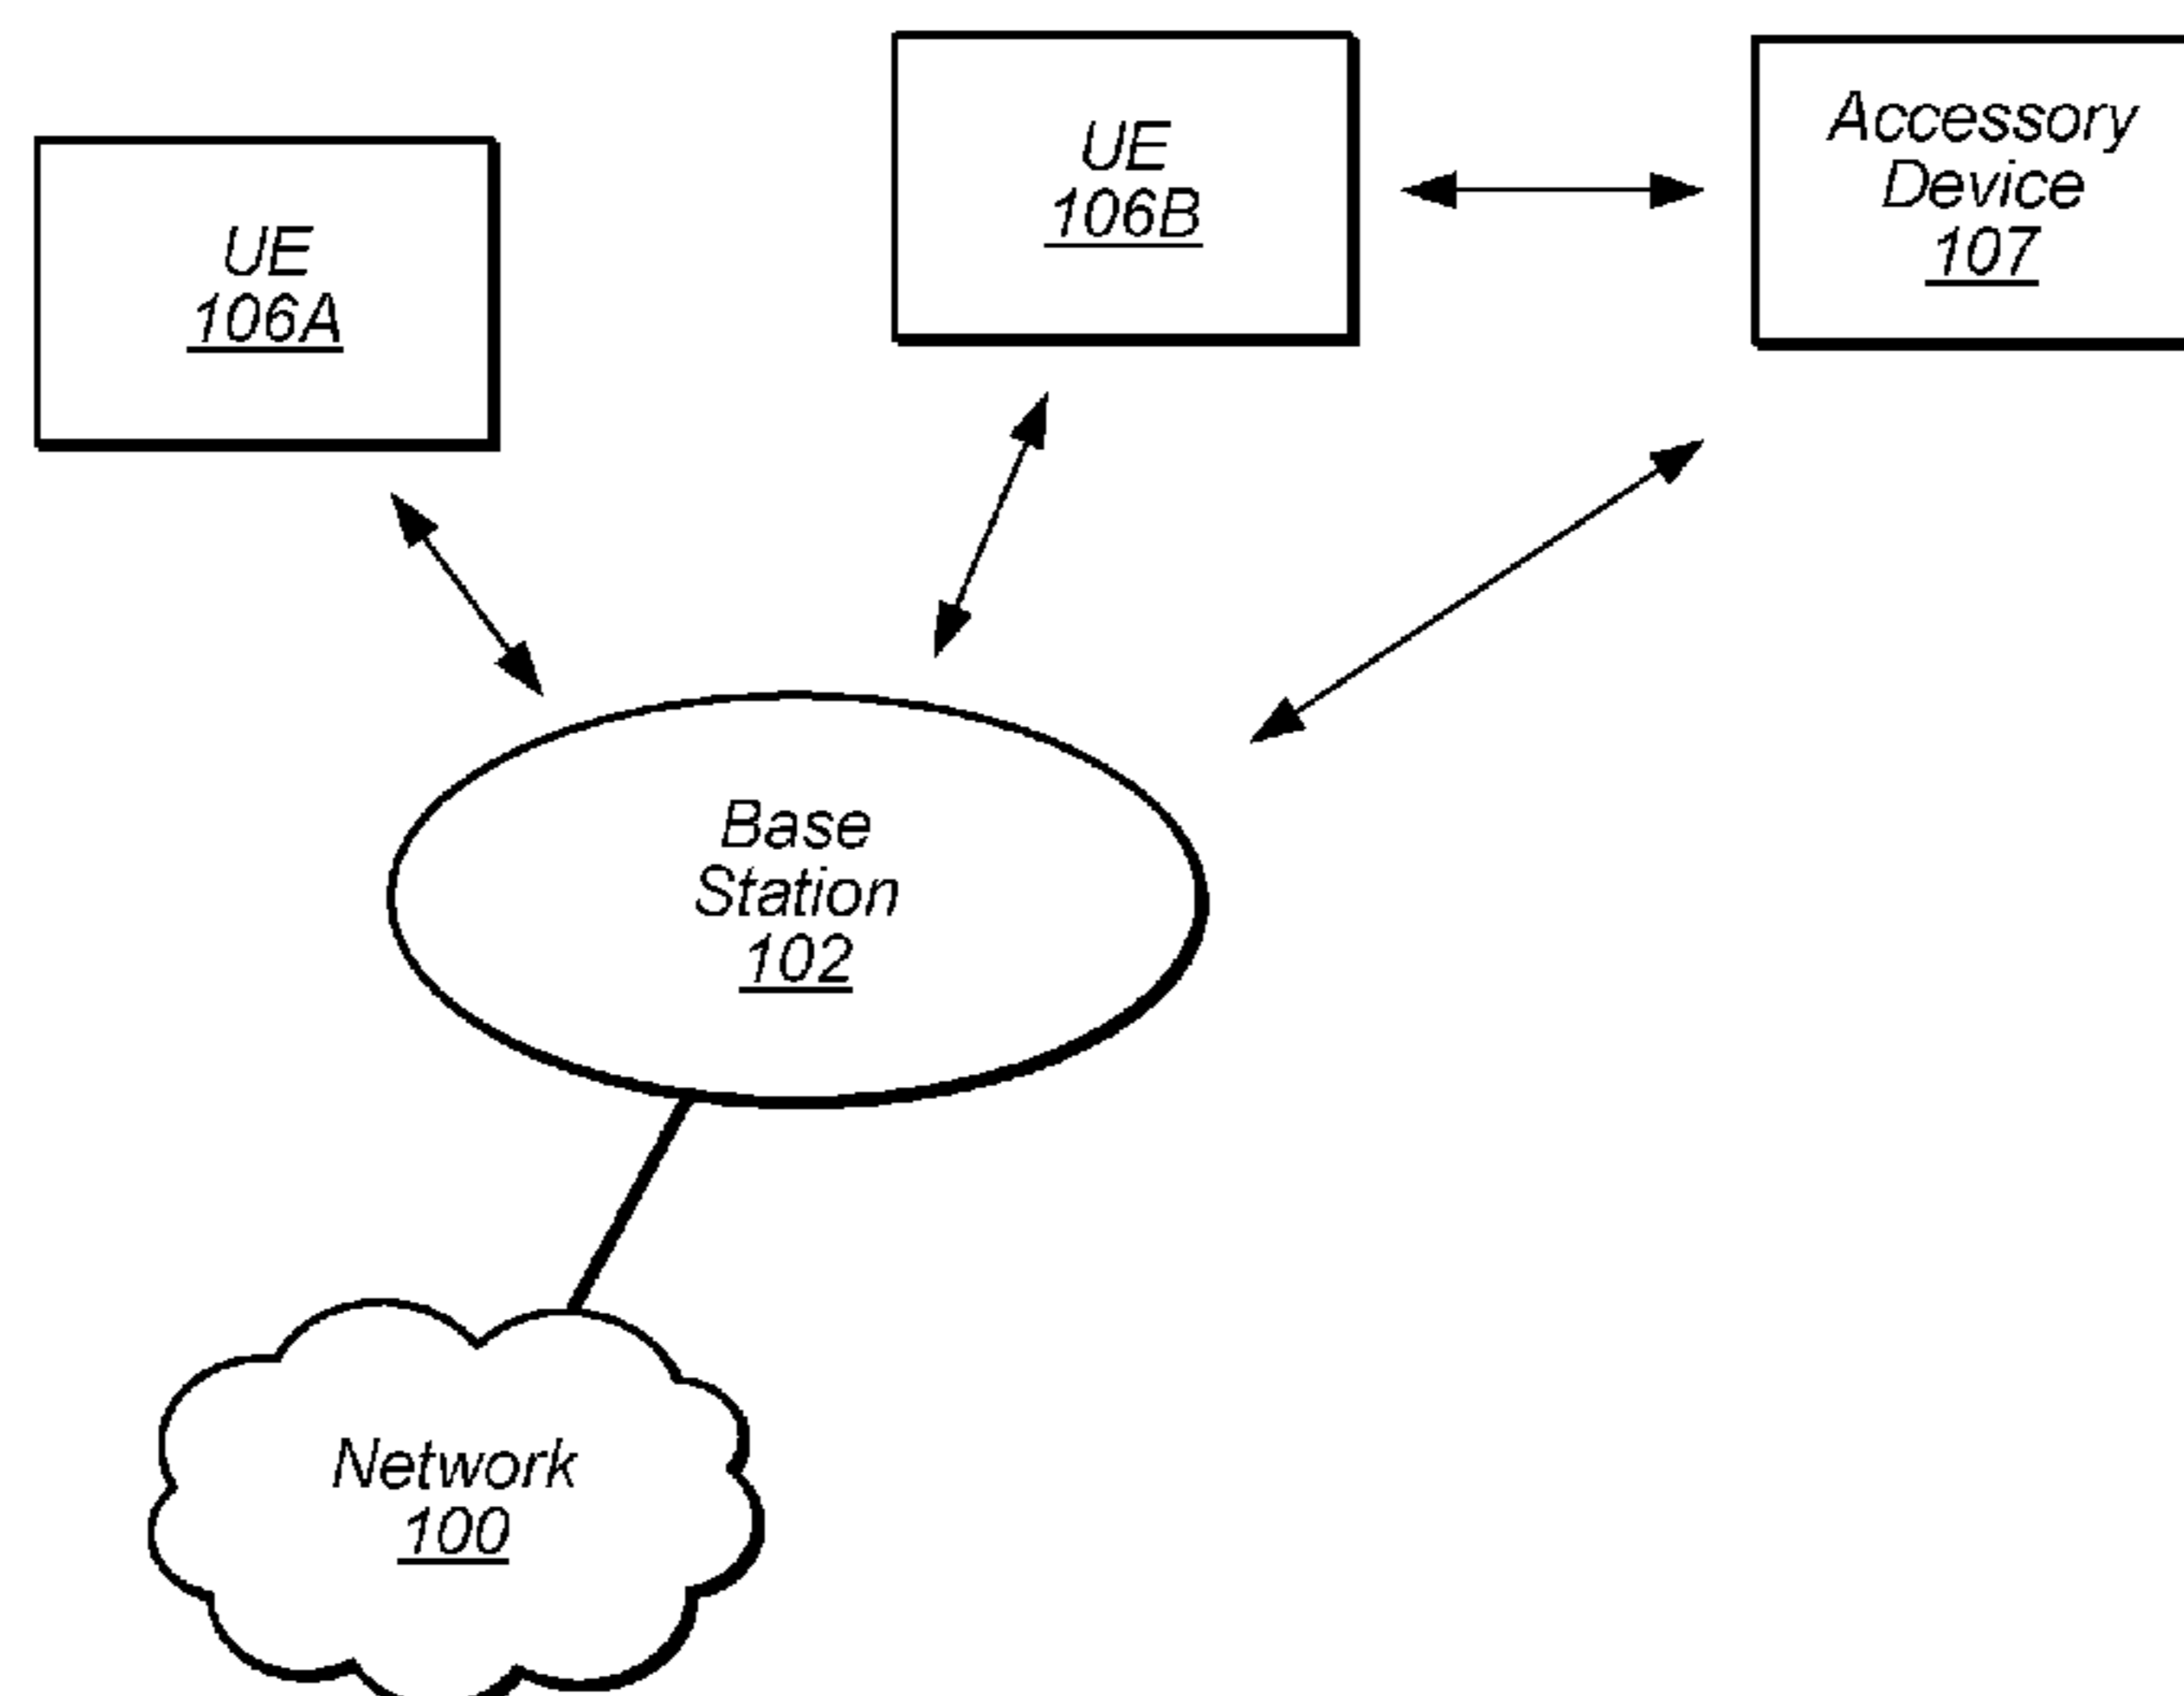 UE
106A
UE
106B
Accessory
Device
107
Base
Station
102
Network
100